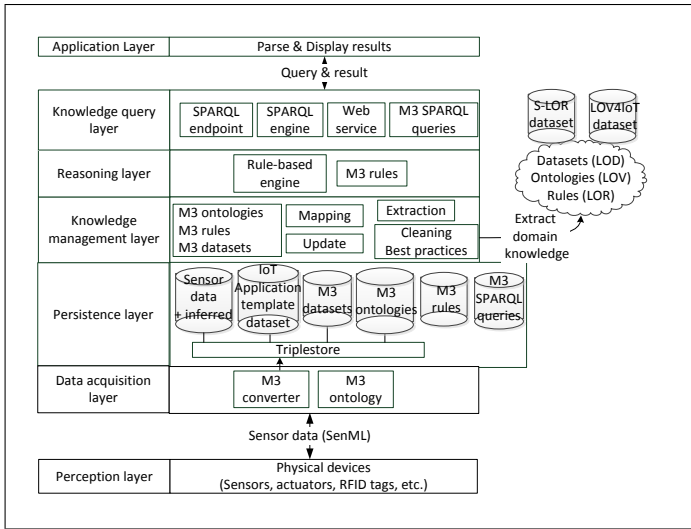 Application Layer
Parse & Display results
Query & result
Knowledge query
layer
SPARQL
endpoint
SPARQL
engine
Web
service
M3 SPARQL
queries
S-LOR
dataset
LOV4IoT
dataset
Datasets (LOD)
Ontologies (LOV)
Rules (LOR)
Reasoning layer
Rule-based
engine
M3 rules
Knowledge
management layer
M3 ontologies
M3 rules
M3 datasets
Mapping
Update
Extraction
Cleaning
Best practices
Extract
domain
knowledge
Persistence layer
Sensor
data
+ inferred
IoT
Application
template
dataset
M3
datasets
M3
ontologies
M3
rules
M3
SPARQL
queries
Triplestore
Data acquisition
layer
M3
converter
M3
ontology
Sensor data (SenML)
Perception layer
Physical devices
(Sensors, actuators, RFID tags, etc.)